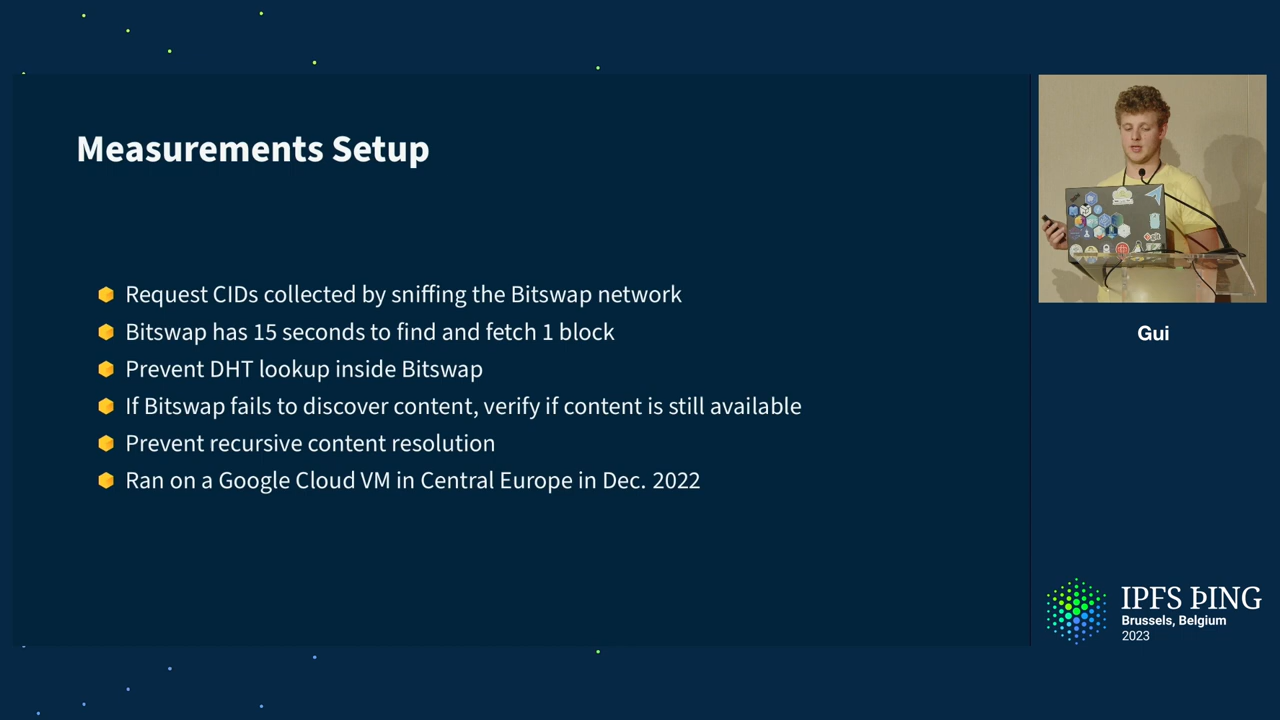 Measurements Setup
Request CIDs collected by sniffing the Bitswap network
Bitswap has 15 seconds to find and fetch 1 block
Prevent DHT lookup inside Bitswap
If Bitswap fails to discover content, verify if content is still available
Prevent recursive content resolution
Ran on a Google Cloud VM in Central Europe in Dec. 2022
Gui
IPFS ÞING
Brussels, Belgium
2023